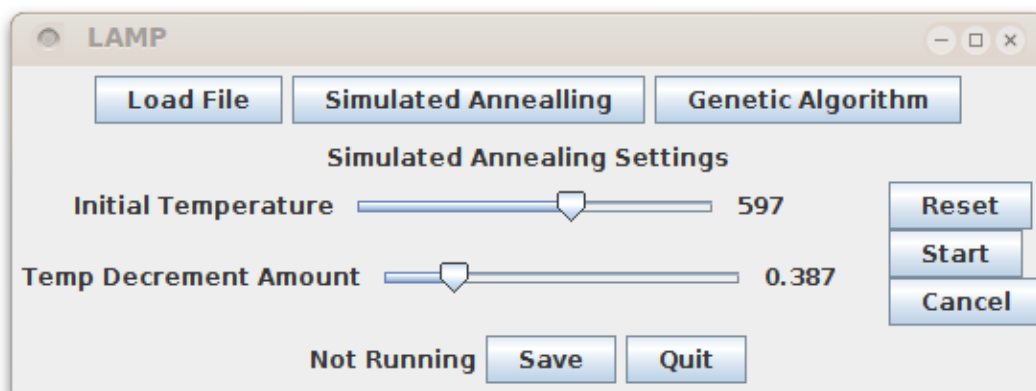 LAMP
Load File Simulated Annealling Genetic Algorithm
Simulated Annealing Settings
Initial Temperature 597 Reset
Start
Temp Decrement Amount 0.387
Cancel
Not Running Save Quit